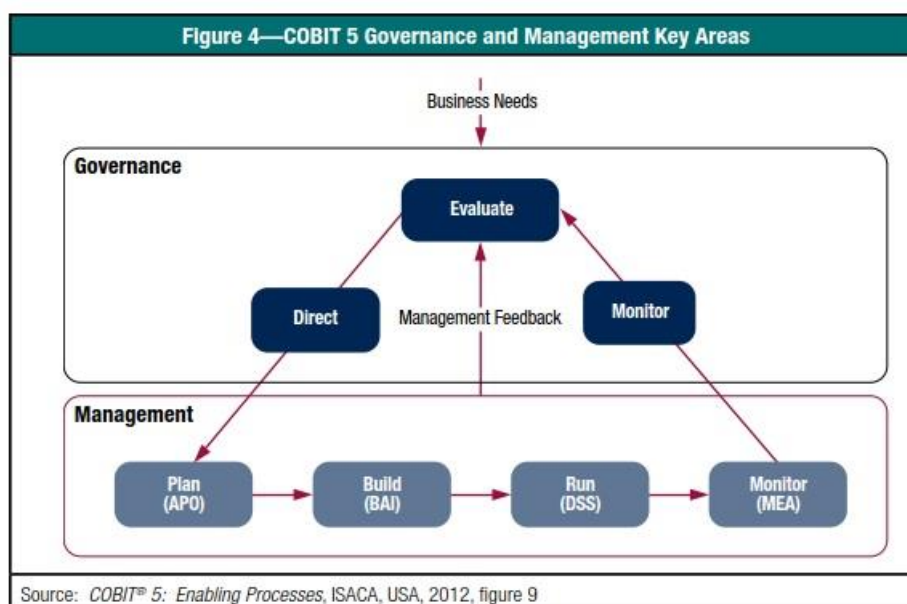 Figure 4—COBIT 5 Governance and Management Key Areas
Business Needs
Governance
Evaluate
Direct
Management Feedback
Monitor
Management
Plan
(APO)
Build
(BAI)
Run
(DSS)
Monitor
(MEA)
Source: COBIT® 5: Enabling Processes, ISACA, USA, 2012, figure 9